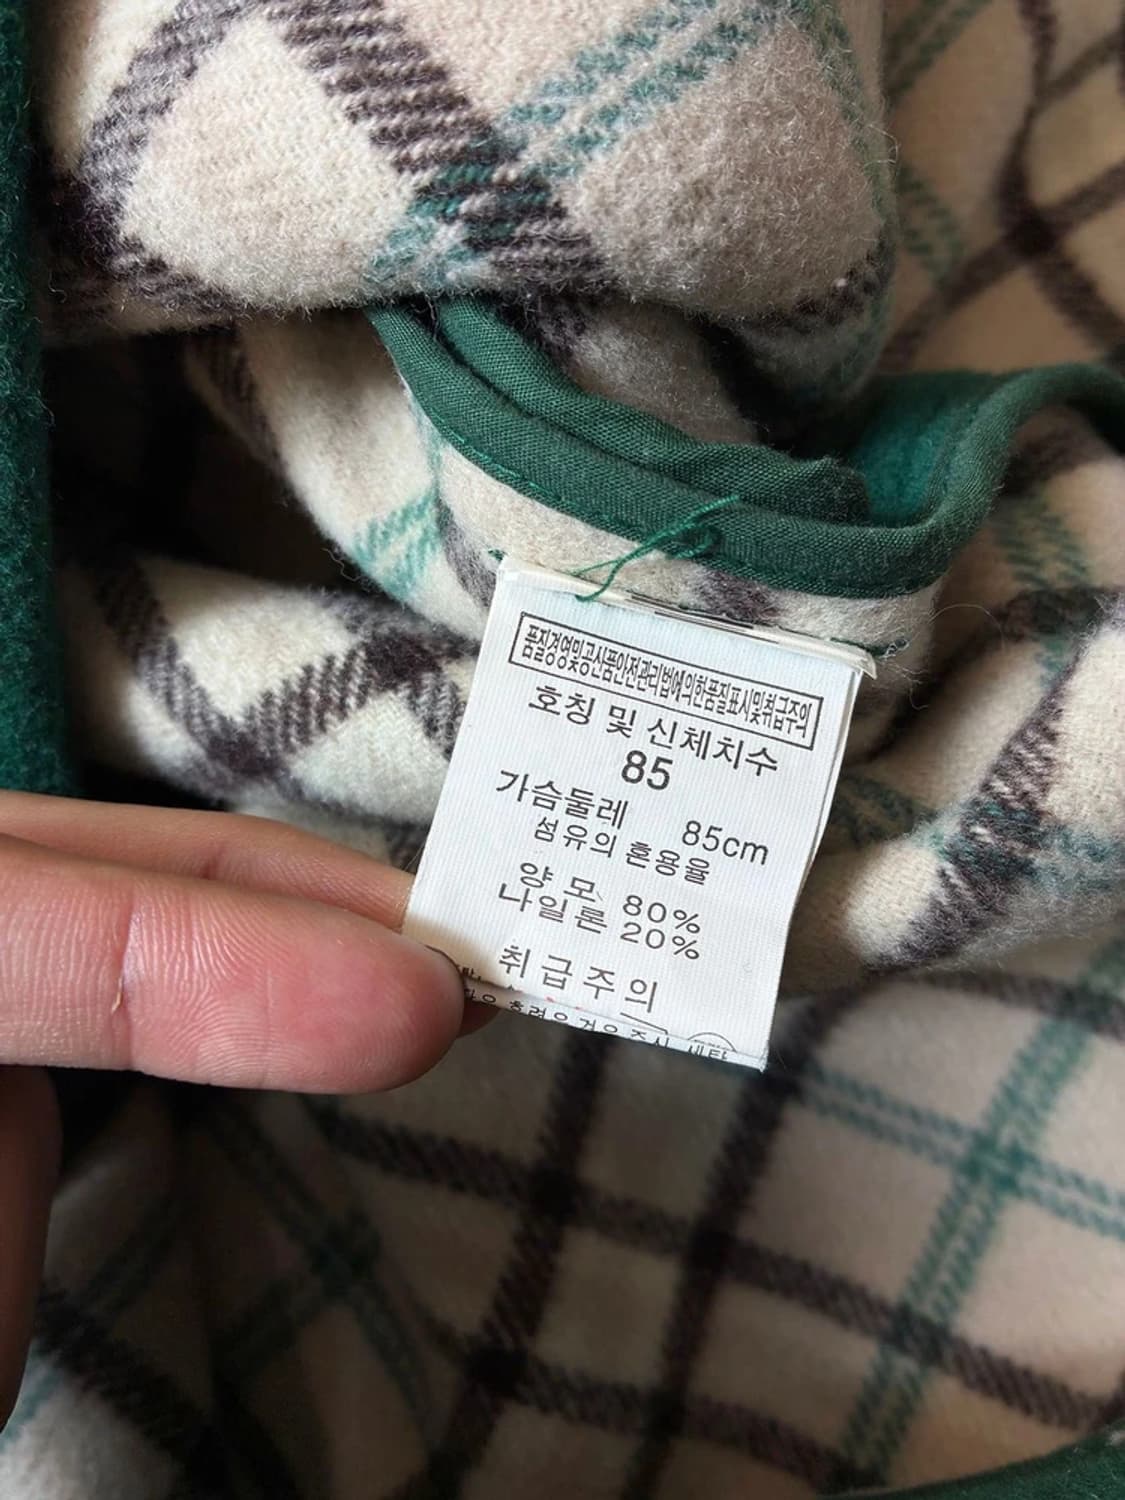 품질경영및공산품안전관리법에의한품질표시및취급주의
호칭 및 신체치수
85
가슴둘레 85cm
섬유의 혼용율
양 모 80%
나일론 20%
취급주의